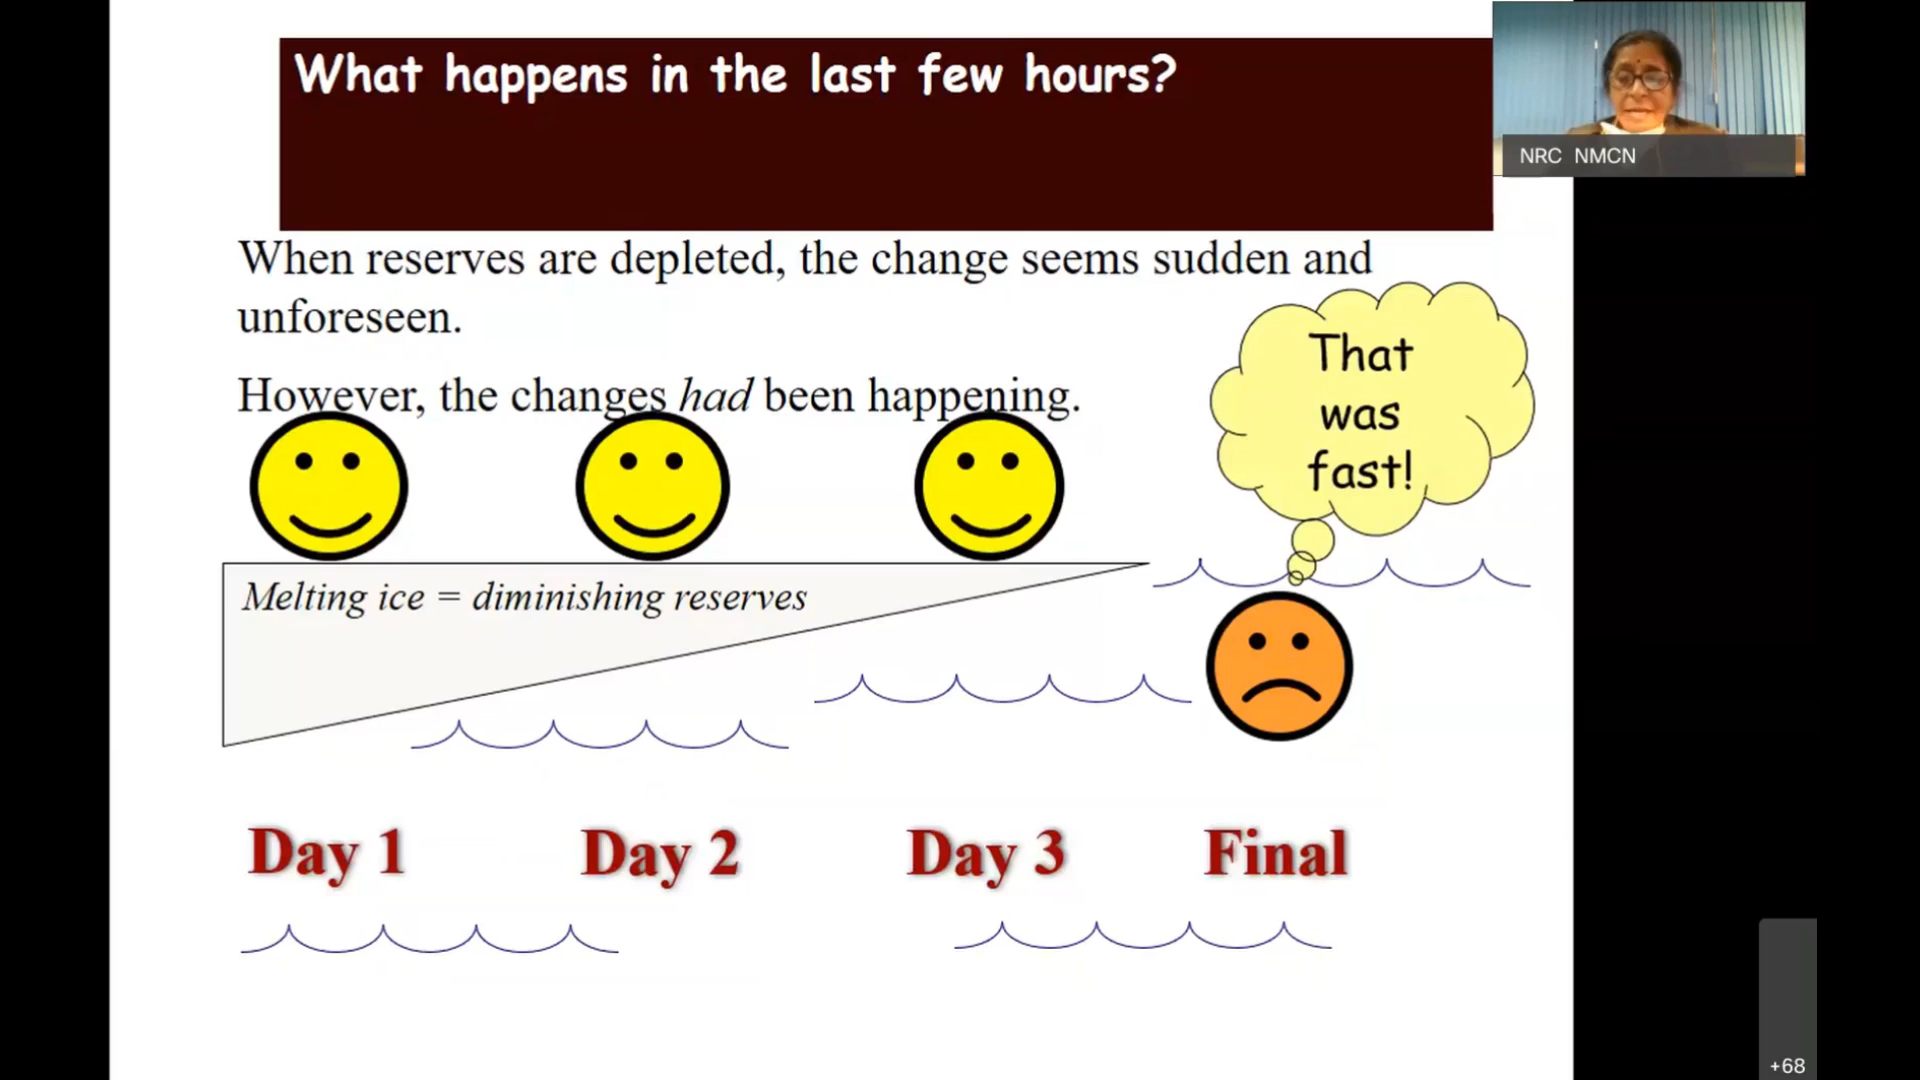 What happens in the last few hours?
NRC NMCN
When reserves are depleted, the change seems sudden and
unforeseen.
However, the changes had been happening.
That
was
fast!
Melting ice = diminishing reserves
Day 1 Day 2 Day 3 Final
+68